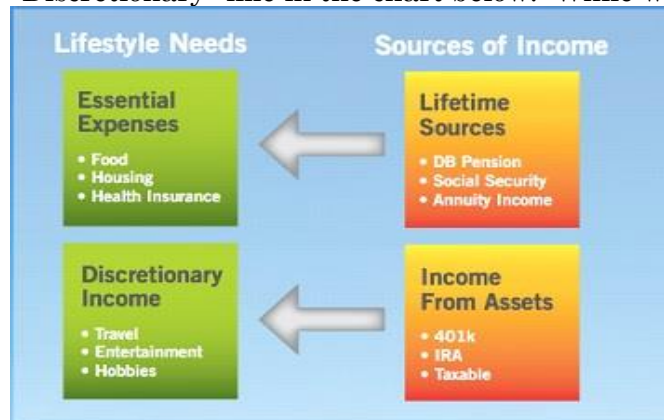 Lifestyle Needs
Sources of Income
Essential
Expenses
• Food
• Housing
• Health Insurance
Lifetime
Sources
• DB Pension
• Social Security
• Annuity Income
Discretionary
Income
• Travel
• Entertainment
• Hobbies
Income
From Assets
• 401k
• IRA
• Taxable